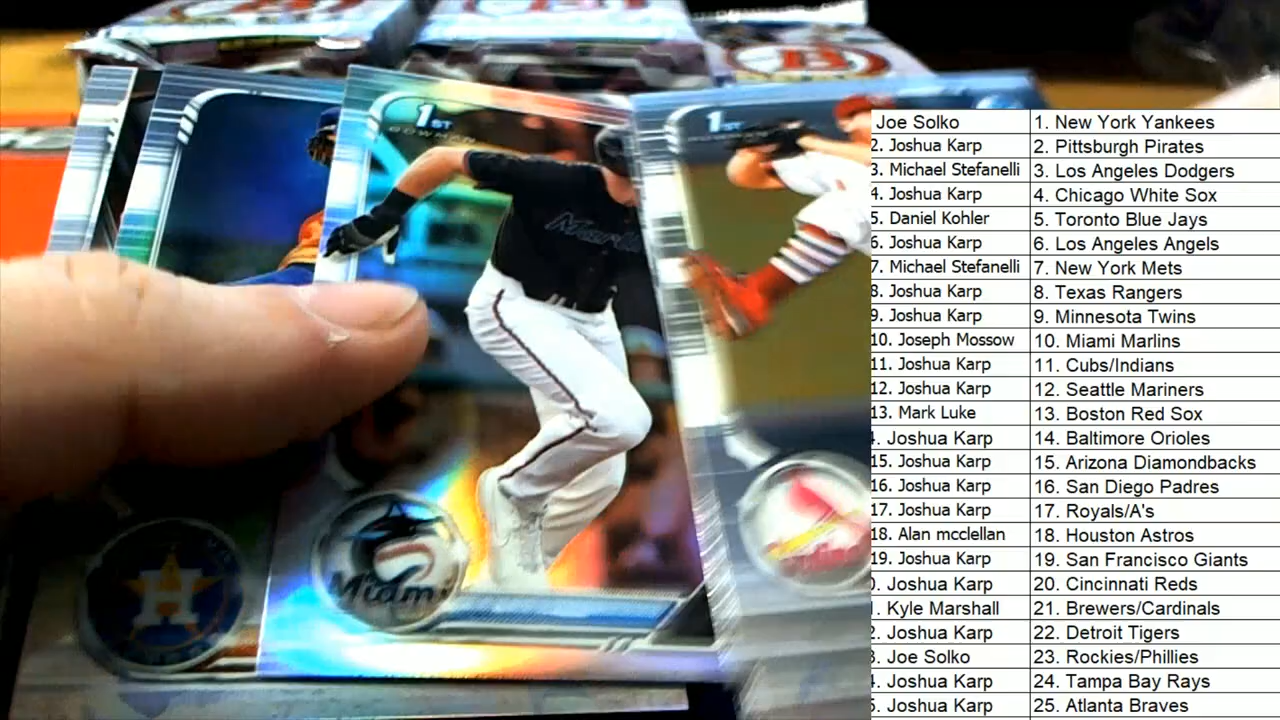 1ST
BOWMAN
1ST
Marl
Miami
Joe Solko 1. New York Yankees
2. Joshua Karp 2. Pittsburgh Pirates
3. Michael Stefanelli 3. Los Angeles Dodgers
4. Joshua Karp 4. Chicago White Sox
5. Daniel Kohler 5. Toronto Blue Jays
6. Joshua Karp 6. Los Angeles Angels
7. Michael Stefanelli 7. New York Mets
8. Joshua Karp 8. Texas Rangers
9. Joshua Karp 9. Minnesota Twins
10. Joseph Mossow 10. Miami Marlins
11. Joshua Karp 11. Cubs/Indians
12. Joshua Karp 12. Seattle Mariners
13. Mark Luke 13. Boston Red Sox
4. Joshua Karp 14. Baltimore Orioles
15. Joshua Karp 15. Arizona Diamondbacks
16. Joshua Karp 16. San Diego Padres
17. Joshua Karp 17. Royals/A's
18. Alan mcclellan 18. Houston Astros
19. Joshua Karp 19. San Francisco Giants
0. Joshua Karp 20. Cincinnati Reds
1. Kyle Marshall 21. Brewers/Cardinals
2. Joshua Karp 22. Detroit Tigers
3. Joe Solko 23. Rockies/Phillies
4. Joshua Karp 24. Tampa Bay Rays
5. Joshua Karp 25. Atlanta Braves